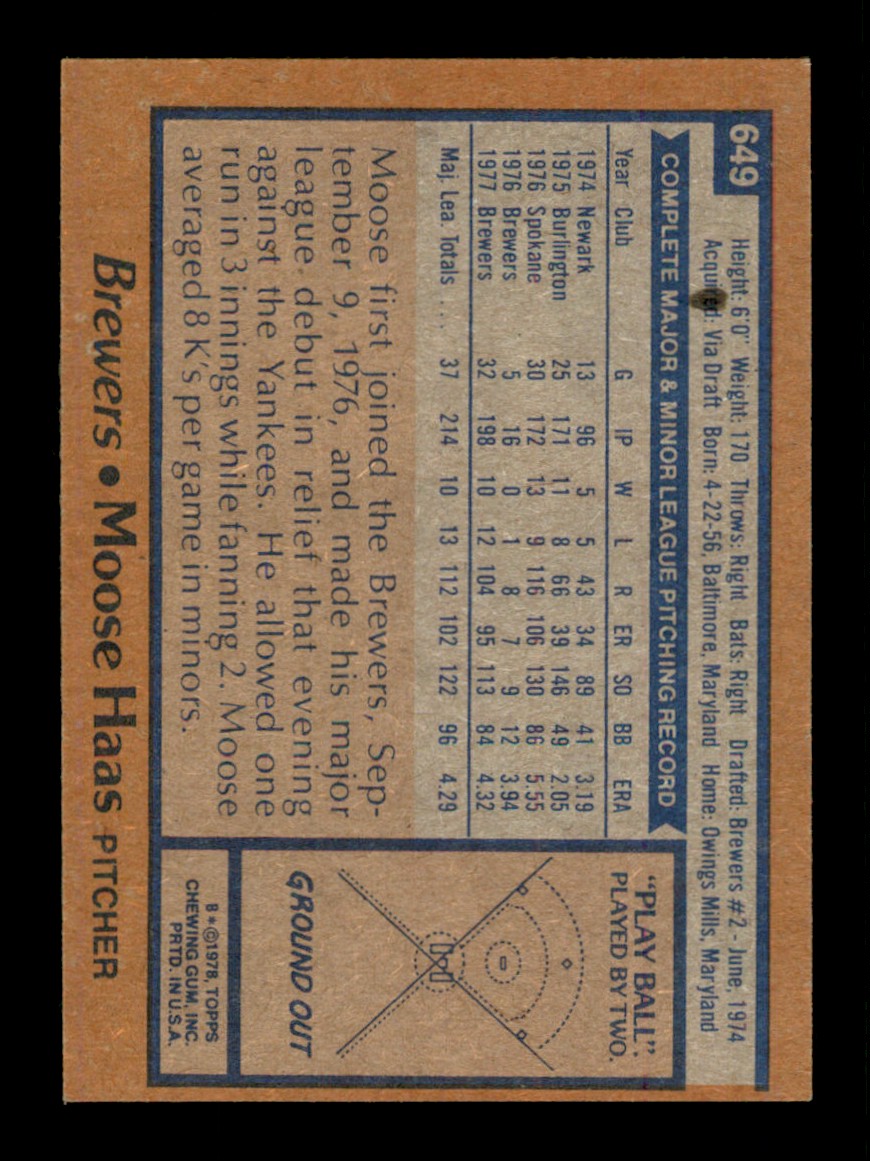 649
Height: 6'0" Weight: 170 Throws: Right Bats: Right Drafted: Brewers #2 - June, 1974
Acquired: Via Draft Born: 4-22-56, Baltimore, Maryland Home: Owings Mills, Maryland
COMPLETE MAJOR & MINOR LEAGUE PITCHING RECORD
Year Club G IP W L R ER SO BB ERA
1974 Newark 13 96 5 5 43 34 89 41 3.19
1975 Burlington 25 171 11 8 66 39 146 49 2.05
1976 Spokane 30 172 13 9 116 106 130 86 5.55
1976 Brewers 5 16 0 1 8 7 9 12 3.94
1977 Brewers 32 198 10 12 104 95 113 84 4.32
Maj. Lea. Totals . . . 37 214 10 13 112 102 122 96 4.29
Moose first joined the Brewers, Sep-
tember 9, 1976, and made his major
league debut in relief that evening
against the Yankees. He allowed one
run in 3 innings while fanning 2. Moose
averaged 8 K's per game in minors.
"PLAY BALL".
PLAYED BY TWO.
GROUND OUT
8*©1978, TOPPS
CHEWING GUM, INC.
PRTD. IN U.S.A.
Brewers • Moose Haas PITCHER